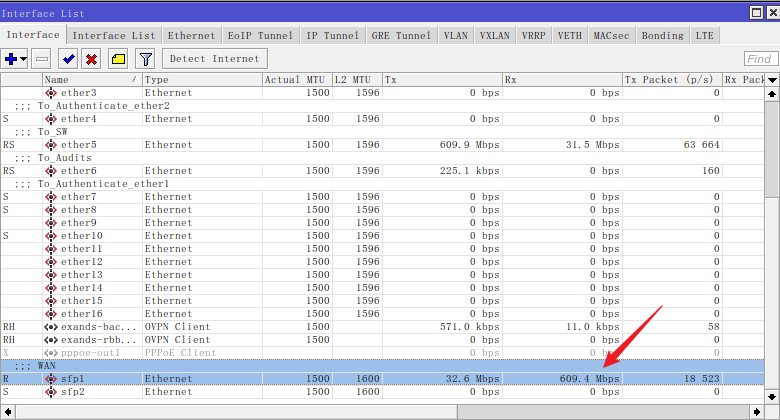 Interface List
Interface Interface List Ethernet EoIP Tunnel IP Tunnel GRE Tunnel VLAN VXLAN VRRP VETH MACsec Bonding LTE
Detect Internet Find
Name / Type Actual MTU L2 MTU Tx Rx Tx Packet (p/s) Rx Pack
ether3 Ethernet 1500 1596 0 bps 0 bps 0
;;; To_Authenticate_ether2
S ether4 Ethernet 1500 1596 0 bps 0 bps 0
;;; To_SW
RS ether5 Ethernet 1500 1596 609.9 Mbps 31.5 Mbps 63 664
;;; To_Audits
RS ether6 Ethernet 1500 1596 225.1 kbps 0 bps 160
;;; To_Authenticate_ether1
S ether7 Ethernet 1500 1596 0 bps 0 bps 0
S ether8 Ethernet 1500 1596 0 bps 0 bps 0
ether9 Ethernet 1500 1596 0 bps 0 bps 0
S ether10 Ethernet 1500 1596 0 bps 0 bps 0
ether11 Ethernet 1500 1596 0 bps 0 bps 0
ether12 Ethernet 1500 1596 0 bps 0 bps 0
ether13 Ethernet 1500 1596 0 bps 0 bps 0
ether14 Ethernet 1500 1596 0 bps 0 bps 0
ether15 Ethernet 1500 1596 0 bps 0 bps 0
ether16 Ethernet 1500 1596 0 bps 0 bps 0
RH exands-bac... OVPN Client 1500 571.0 kbps 11.0 kbps 58
RH exands-rbb... OVPN Client 1500 0 bps 0 bps 0
X pppoe-out1 PPPoE Client 0 bps 0 bps 0
;;; WAN
R sfp1 Ethernet 1500 1600 32.6 Mbps 609.4 Mbps 18 523
S sfp2 Ethernet 1500 1600 0 bps 0 bps 0